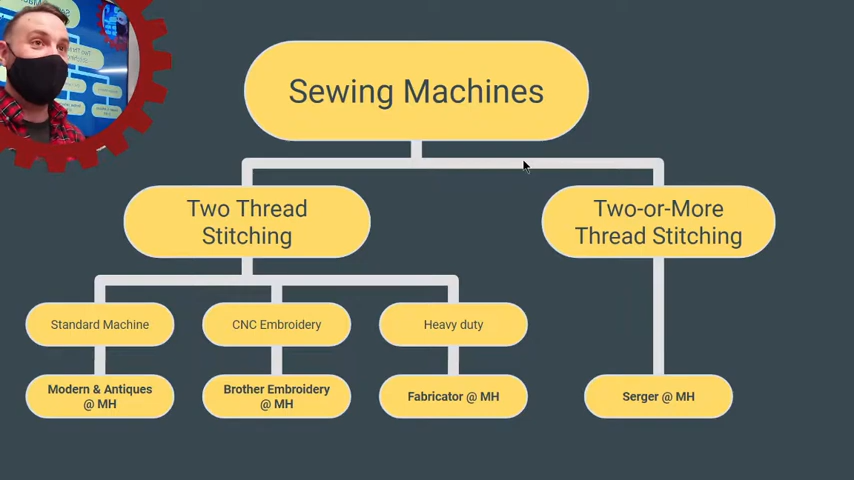 Sewing Machines
Two Thread
Stitching
Two-or-More
Thread Stitching
Standard Machine
CNC Embroidery
Heavy duty
Modern & Antiques
@ MH
Brother Embroidery
@ MH
Fabricator @ MH
Serger @ MH